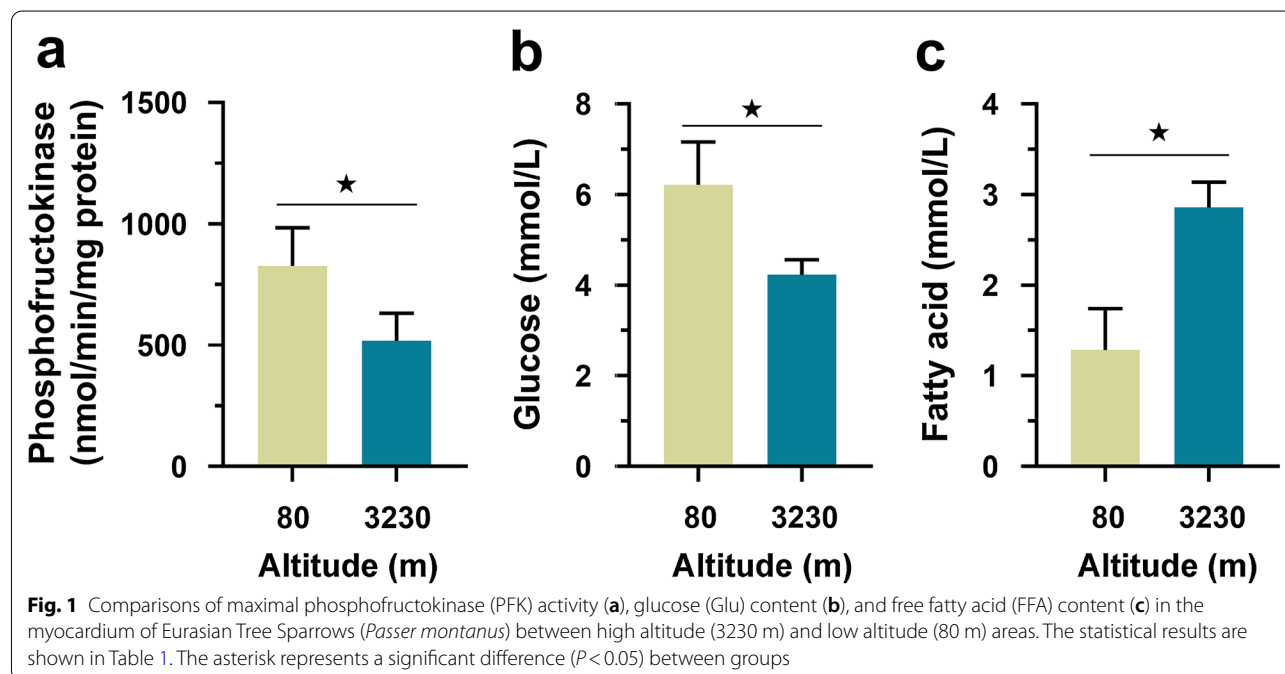 a
Phosphofructokinase
(nmol/min/mg protein)
1500
1000
500
0
★
80 3230
Altitude (m)
b
Glucose (mmol/L)
8
6
4
2
0
★
80 3230
Altitude (m)
c
Fatty acid (mmol/L)
4
3
2
1
0
★
80 3230
Altitude (m)
Fig. 1 Comparisons of maximal phosphofructokinase (PFK) activity (a), glucose (Glu) content (b), and free fatty acid (FFA) content (c) in the
myocardium of Eurasian Tree Sparrows (Passer montanus) between high altitude (3230 m) and low altitude (80 m) areas. The statistical results are
shown in Table 1. The asterisk represents a significant difference (P < 0.05) between groups